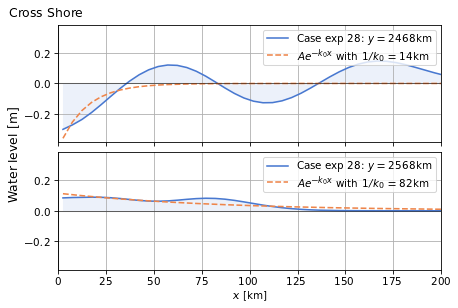 Cross Shore
0.2
0.0
−0.2
Case exp 28: y = 2468km
Ae^{-k_0x} with 1/k_0 = 14km
Water level [m]
0.2
0.0
−0.2
Case exp 28: y = 2568km
Ae^{-k_0x} with 1/k_0 = 82km
0 25 50 75 100 125 150 175 200
x [km]